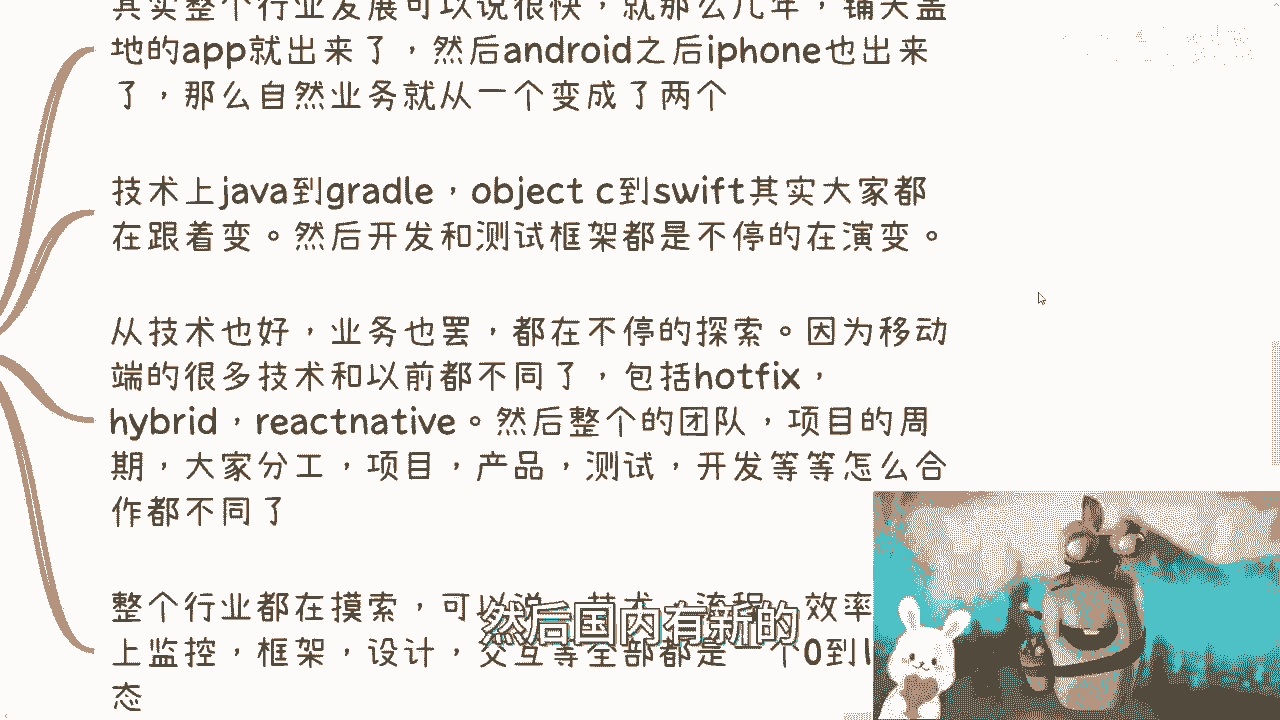 其实整个行业发展可以说很快，就那么几年，铺天盖
地的app就出来了，然后android之后iphone也出来
了，那么自然业务就从一个变成了两个
技术上java到gradle，object c到swift其实大家都
在跟着变。然后开发和测试框架都是不停的在演变。
从技术也好，业务也罢，都在不停的探索。因为移动
端的很多技术和以前都不同了，包括hotfix，
hybrid，reactnative。然后整个的团队，项目的周
期，大家分工，项目，产品，测试，开发等等怎么合
作都不同了
整个行业都在摸索，可以说，技术，流程，效率
上监控，框架，设计，交互等全部都是一个0到1
态
然后国内有新的